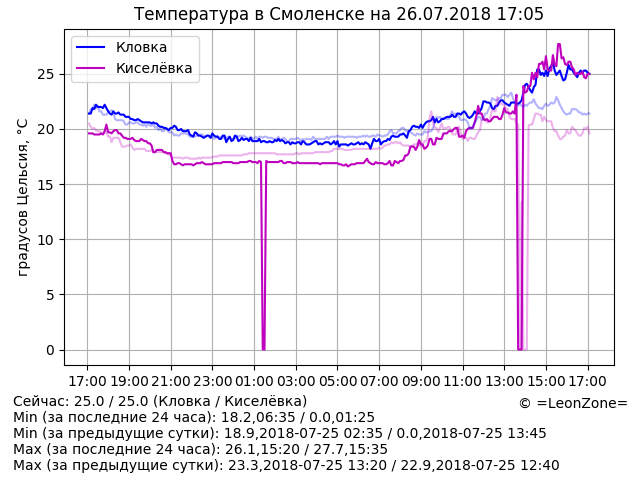 Температура в Смоленске на 26.07.2018 17:05
Кловка
Киселёвка
градусов Цельсия, °C
25
20
15
10
5
0
17:00 19:00 21:00 23:00 01:00 03:00 05:00 07:00 09:00 11:00 13:00 15:00 17:00
Сейчас: 25.0 / 25.0 (Кловка / Киселёвка)
© =LeonZone=
Min (за последние 24 часа): 18.2,06:35 / 0.0,01:25
Min (за предыдущие сутки): 18.9,2018-07-25 02:35 / 0.0,2018-07-25 13:45
Max (за последние 24 часа): 26.1,15:20 / 27.7,15:35
Max (за предыдущие сутки): 23.3,2018-07-25 13:20 / 22.9,2018-07-25 12:40